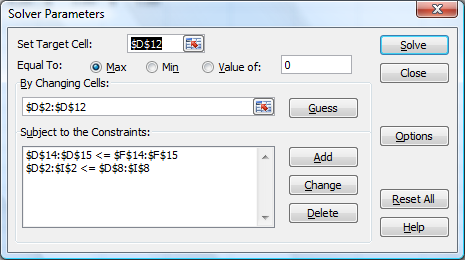 Solver Parameters
Set Target Cell: $D$12
Solve
Equal To: Max Min Value of: 0
Close
By Changing Cells:
$D$2:$D$12
Guess
Subject to the Constraints:
Options
$D$14:$D$15 <= $F$14:$F$15
$D$2:$I$2 <= $D$8:$I$8
Add
Change
Reset All
Delete
Help